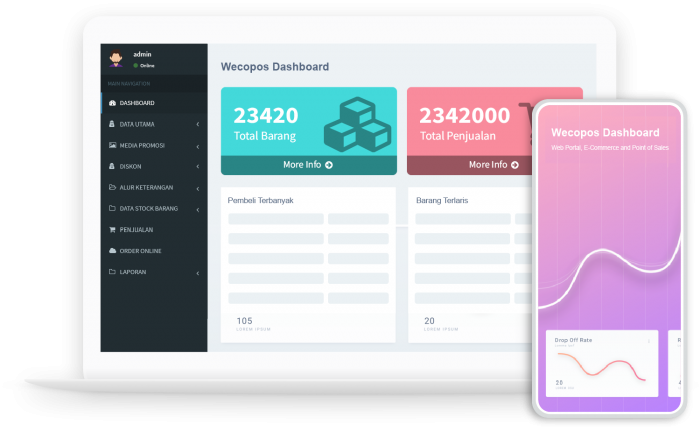 admin
Online
MAIN NAVIGATION
DASHBOARD
DATA UTAMA
MEDIA PROMOSI
DISKON
ALUR KETERANGAN
DATA STOCK BARANG
PENJUALAN
ORDER ONLINE
LAPORAN
Wecopos Dashboard
23420
Total Barang
More Info
2342000
Total Penjualan
More Info
Pembeli Terbanyak
105
LOREM IPSUM
Barang Terlaris
20
LOREM IPSUM
Wecopos Dashboard
Web Portal, E-Commerce and Point of Sales
Drop Off Rate